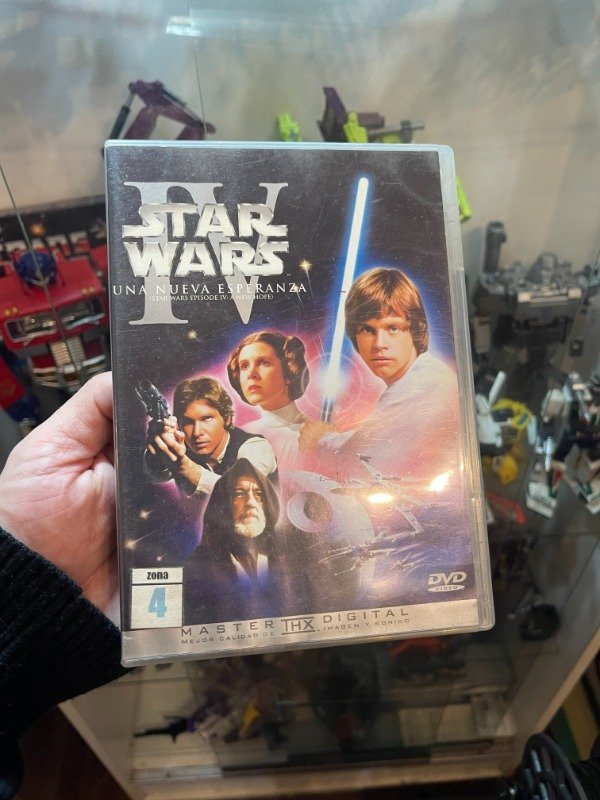 IV
STAR
WARS
UNA NUEVA ESPERANZA
(STAR WARS EPISODE IV: A NEW HOPE)
zona
4
DVD
VIDEO
MASTER THX DIGITAL
MEJOR CALIDAD DE IMAGEN Y SONIDO